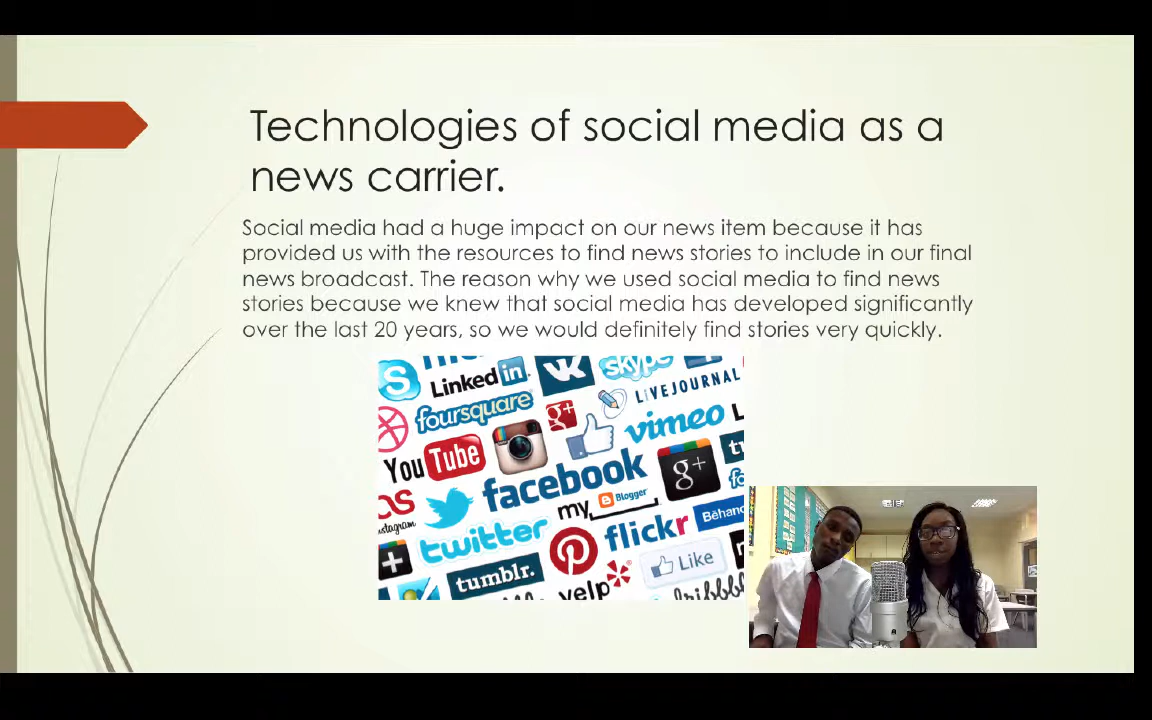 Technologies of social media as a
news carrier.
Social media had a huge impact on our news item because it has
provided us with the resources to find news stories to include in our final
news broadcast. The reason why we used social media to find news
stories because we knew that social media has developed significantly
over the last 20 years, so we would definitely find stories very quickly.
Linked in
skype
foursquare
g+
LIVEJOURNAL
vimeo
YouTube
facebook
g+
my
Blogger
Behanc
twitter
flickr
tumblr.
Like
yelp